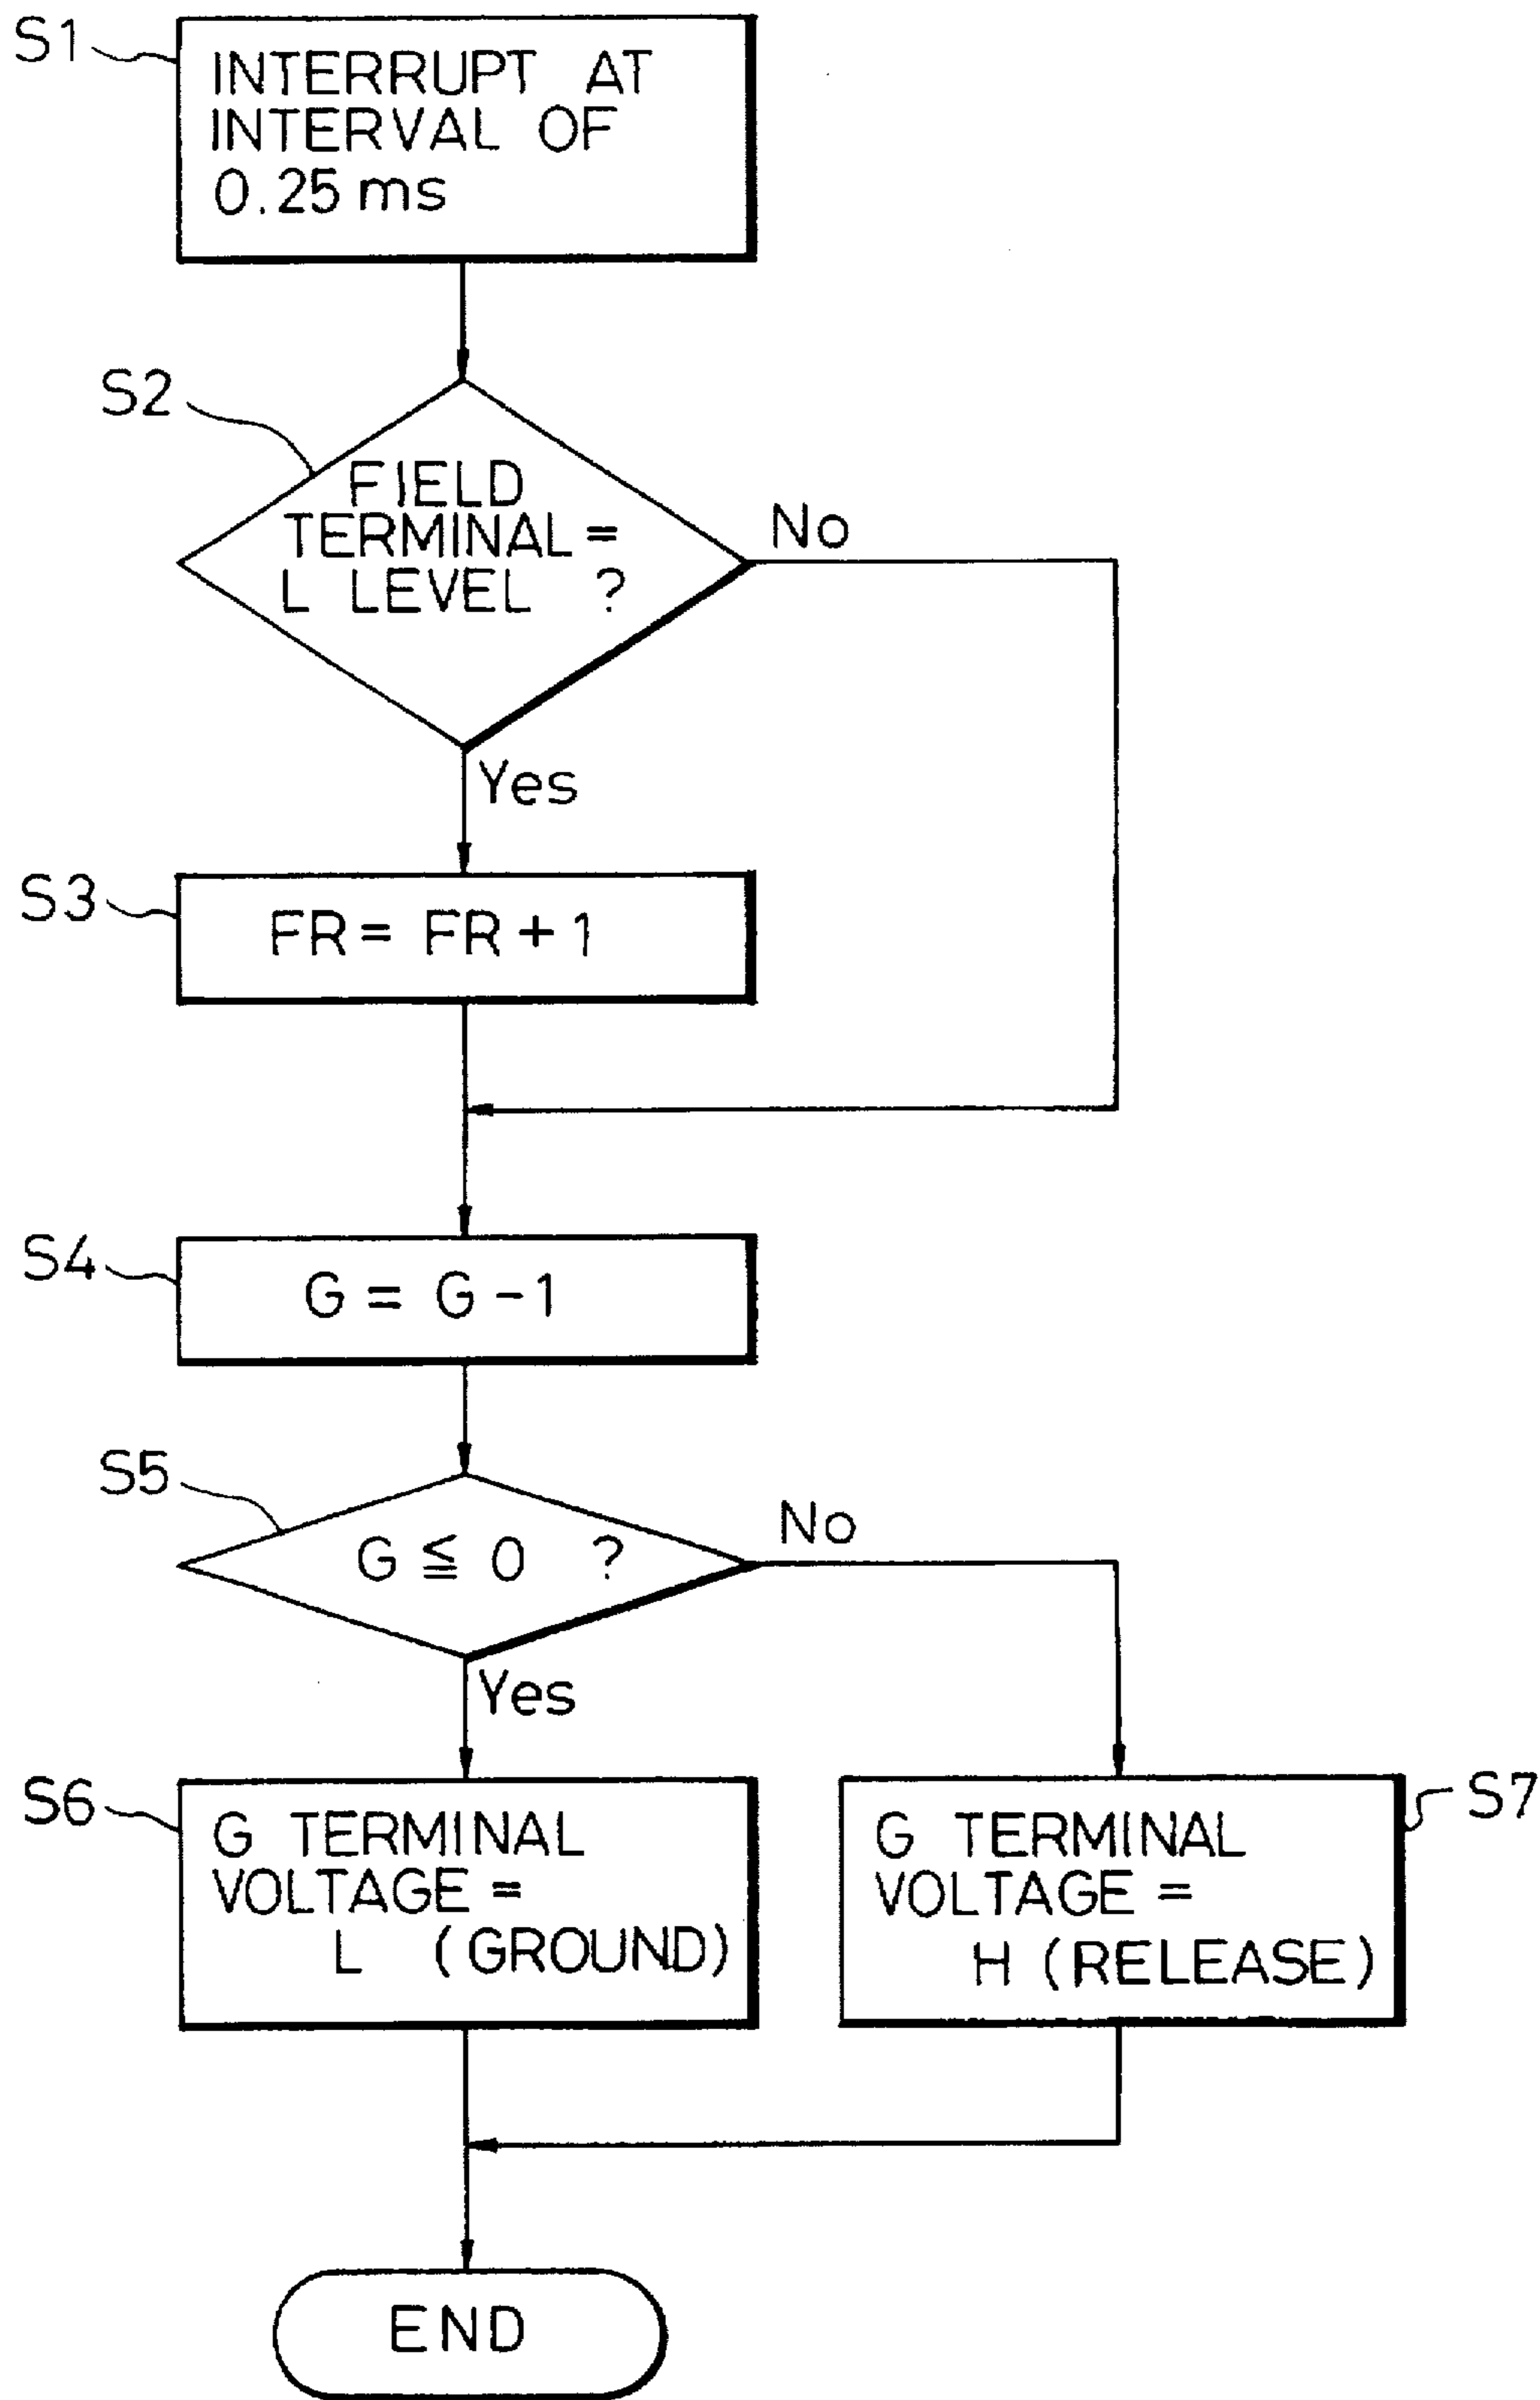 S1
INTERRUPT AT
INTERVAL OF
0.25 ms
S2
FIELD
TERMINAL =
L LEVEL ?
No
Yes
S3
FR = FR + 1
S4
G = G - 1
S5
G ≦ 0 ?
No
Yes
S6
G TERMINAL
VOLTAGE =
L (GROUND)
S7
G TERMINAL
VOLTAGE =
H (RELEASE)
END